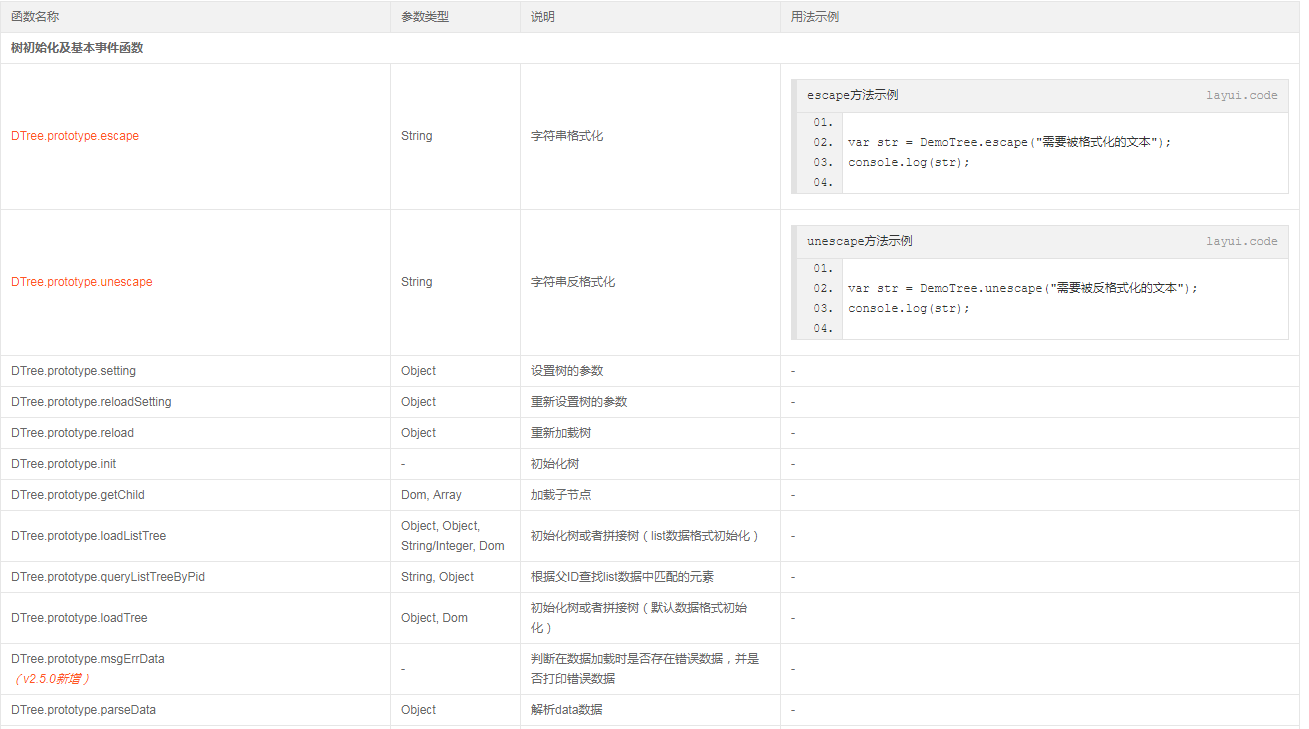 函数名称 参数类型 说明 用法示例
树初始化及基本事件函数
DTree.prototype.escape String 字符串格式化
escape方法示例 layui.code
01.
02. var str = DemoTree.escape("需要被格式化的文本");
03. console.log(str);
04.
DTree.prototype.unescape String 字符串反格式化
unescape方法示例 layui.code
01.
02. var str = DemoTree.unescape("需要被反格式化的文本");
03. console.log(str);
04.
DTree.prototype.setting Object 设置树的参数 -
DTree.prototype.reloadSetting Object 重新设置树的参数 -
DTree.prototype.reload Object 重新加载树 -
DTree.prototype.init - 初始化树 -
DTree.prototype.getChild Dom, Array 加载子节点 -
DTree.prototype.loadListTree Object, Object,
String/Integer, Dom 初始化树或者拼接树（list数据格式初始化） -
DTree.prototype.queryListTreeByPid String, Object 根据父ID查找list数据中匹配的元素 -
DTree.prototype.loadTree Object, Dom 初始化树或者拼接树（默认数据格式初始
化） -
DTree.prototype.msgErrData
（v2.5.0新增） - 判断在数据加载时是否存在错误数据，并是
否打印错误数据 -
DTree.prototype.parseData Object 解析data数据 -